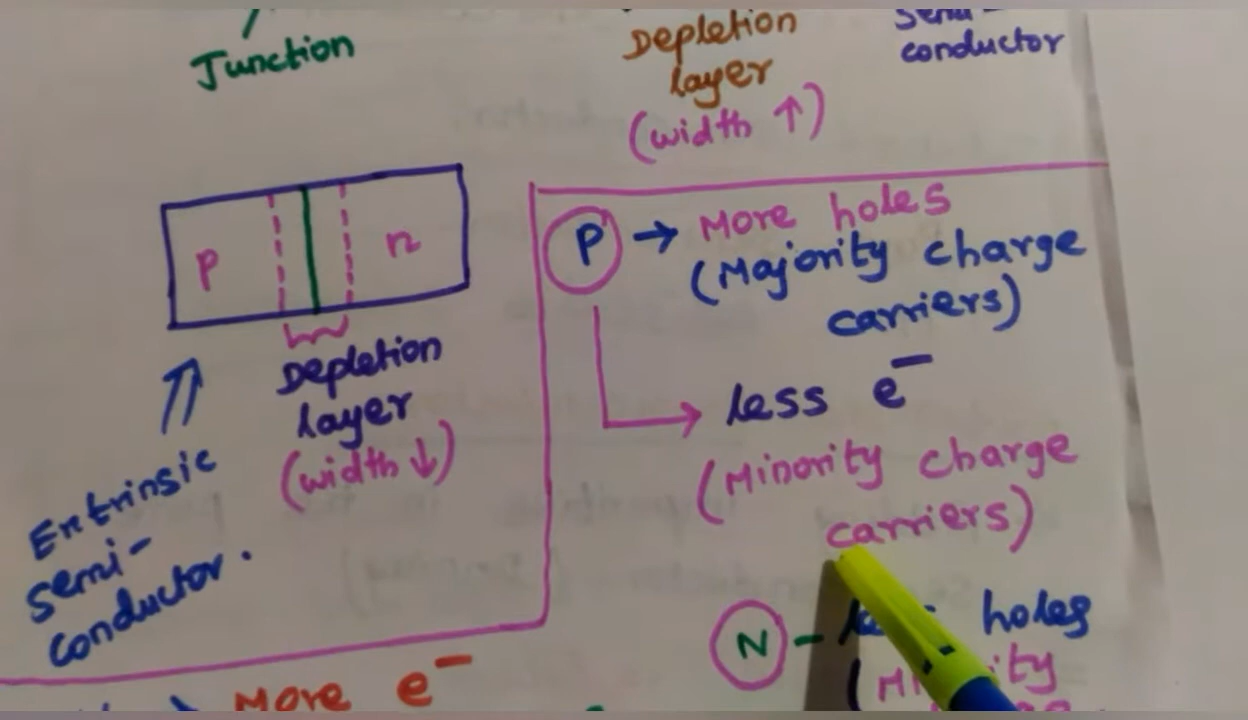 Junction
Depletion
layer
(width ↑)
semi-
conductor
p
n
Depletion
layer
(width ↓)
Extrinsic
semi-
conductor.
P → More holes
(Majority charge
carriers)
less e⁻
(Minority charge
carriers)
N - holes
More e⁻